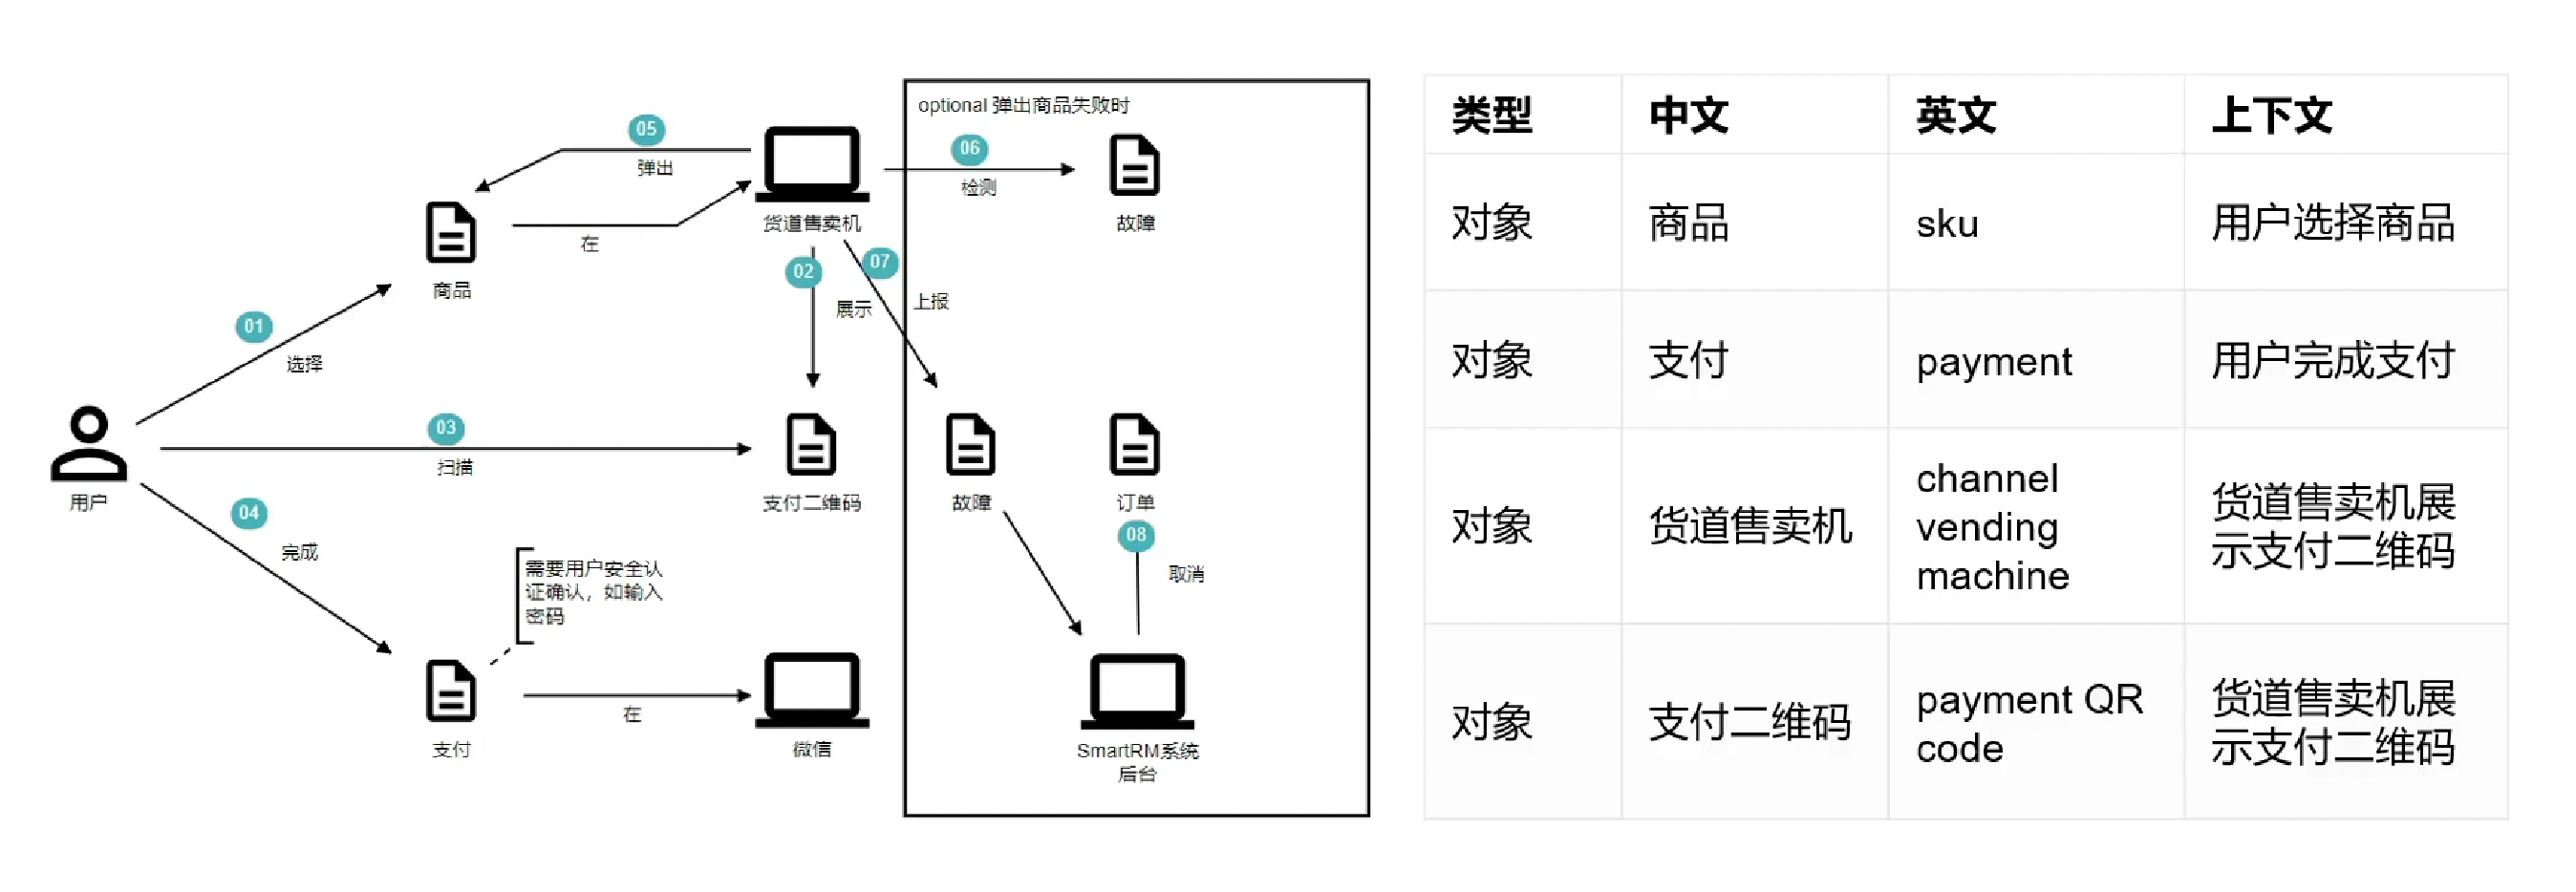 optional 弹出商品失败时
05
弹出
06
检测
在
货道售卖机
故障
商品
02
07
展示
上报
01
选择
03
扫描
用户
支付二维码
故障
订单
04
完成
08
取消
需要用户安全认
证确认，如输入
密码
在
支付
微信
SmartRM系统
后台
类型 中文 英文 上下文
对象 商品 sku 用户选择商品
对象 支付 payment 用户完成支付
对象 货道售卖机 channel
vending
machine 货道售卖机展
示支付二维码
对象 支付二维码 payment QR
code 货道售卖机展
示支付二维码